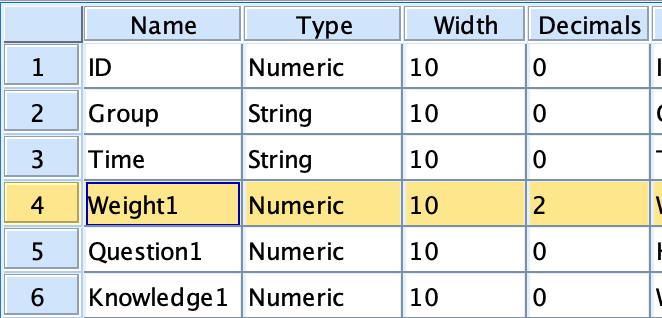 Name Type Width Decimals
1 ID Numeric 10 0
2 Group String 10 0
3 Time String 10 0
4 Weight1 Numeric 10 2
5 Question1 Numeric 10 0
6 Knowledge1 Numeric 10 0